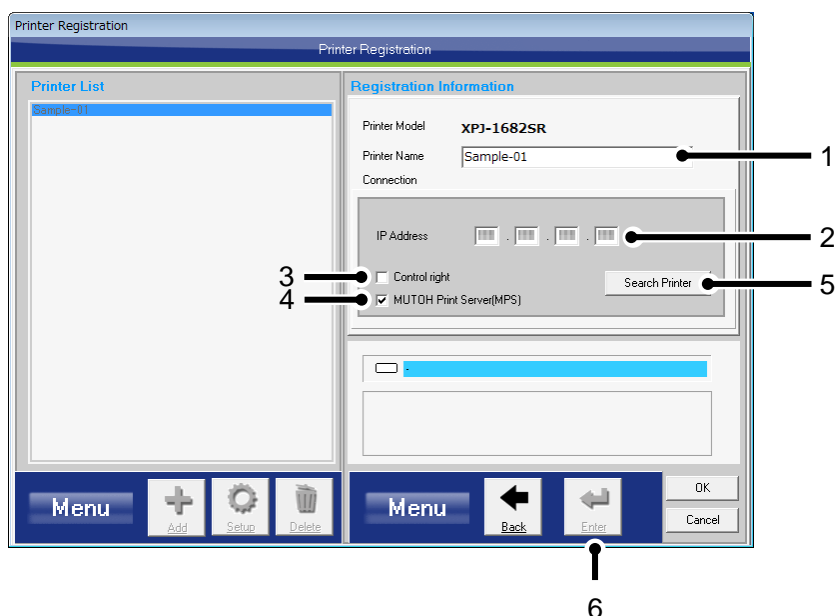 Printer Registration
Printer Registration
Printer List
Sample-01
Registration Information
Printer Model XPJ-1682SR
Printer Name Sample-01
1
Connection
IP Address . . .
2
3
Control right
4
MUTOH Print Server(MPS)
Search Printer
5
-
Menu
Add
Setup
Delete
Menu
Back
Enter
OK
Cancel
6